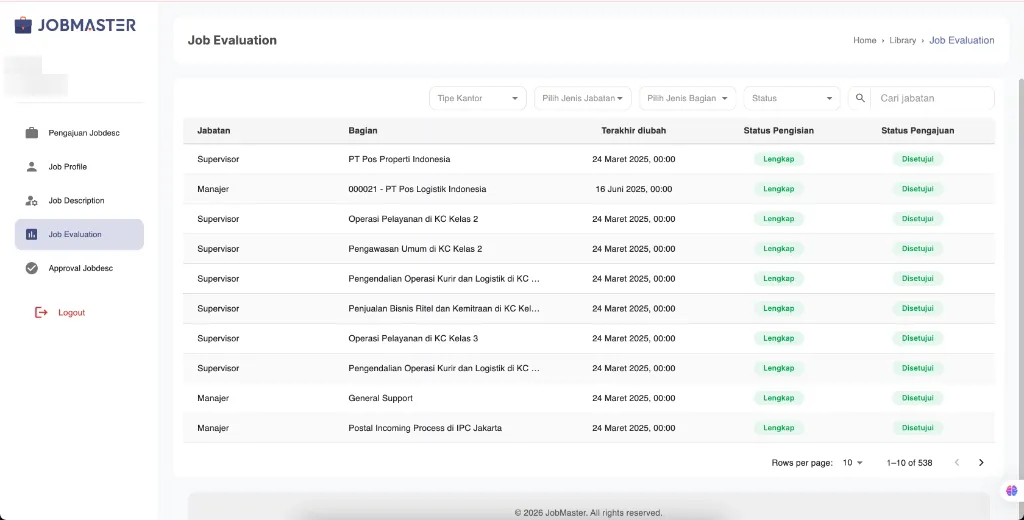 JOBMASTER
Job Evaluation
Home › Library › Job Evaluation
Pengajuan Jobdesc
Job Profile
Job Description
Job Evaluation
Approval Jobdesc
Logout
Tipe Kantor Pilih Jenis Jabatan Pilih Jenis Bagian Status Cari jabatan
Jabatan Bagian Terakhir diubah Status Pengisian Status Pengajuan
Supervisor PT Pos Properti Indonesia 24 Maret 2025, 00:00 Lengkap Disetujui
Manajer 000021 - PT Pos Logistik Indonesia 16 Juni 2025, 00:00 Lengkap Disetujui
Supervisor Operasi Pelayanan di KC Kelas 2 24 Maret 2025, 00:00 Lengkap Disetujui
Supervisor Pengawasan Umum di KC Kelas 2 24 Maret 2025, 00:00 Lengkap Disetujui
Supervisor Pengendalian Operasi Kurir dan Logistik di KC ... 24 Maret 2025, 00:00 Lengkap Disetujui
Supervisor Penjualan Bisnis Ritel dan Kemitraan di KC Kel... 24 Maret 2025, 00:00 Lengkap Disetujui
Supervisor Operasi Pelayanan di KC Kelas 3 24 Maret 2025, 00:00 Lengkap Disetujui
Supervisor Pengendalian Operasi Kurir dan Logistik di KC ... 24 Maret 2025, 00:00 Lengkap Disetujui
Manajer General Support 24 Maret 2025, 00:00 Lengkap Disetujui
Manajer Postal Incoming Process di IPC Jakarta 24 Maret 2025, 00:00 Lengkap Disetujui
Rows per page: 10 1–10 of 538
© 2026 JobMaster. All rights reserved.